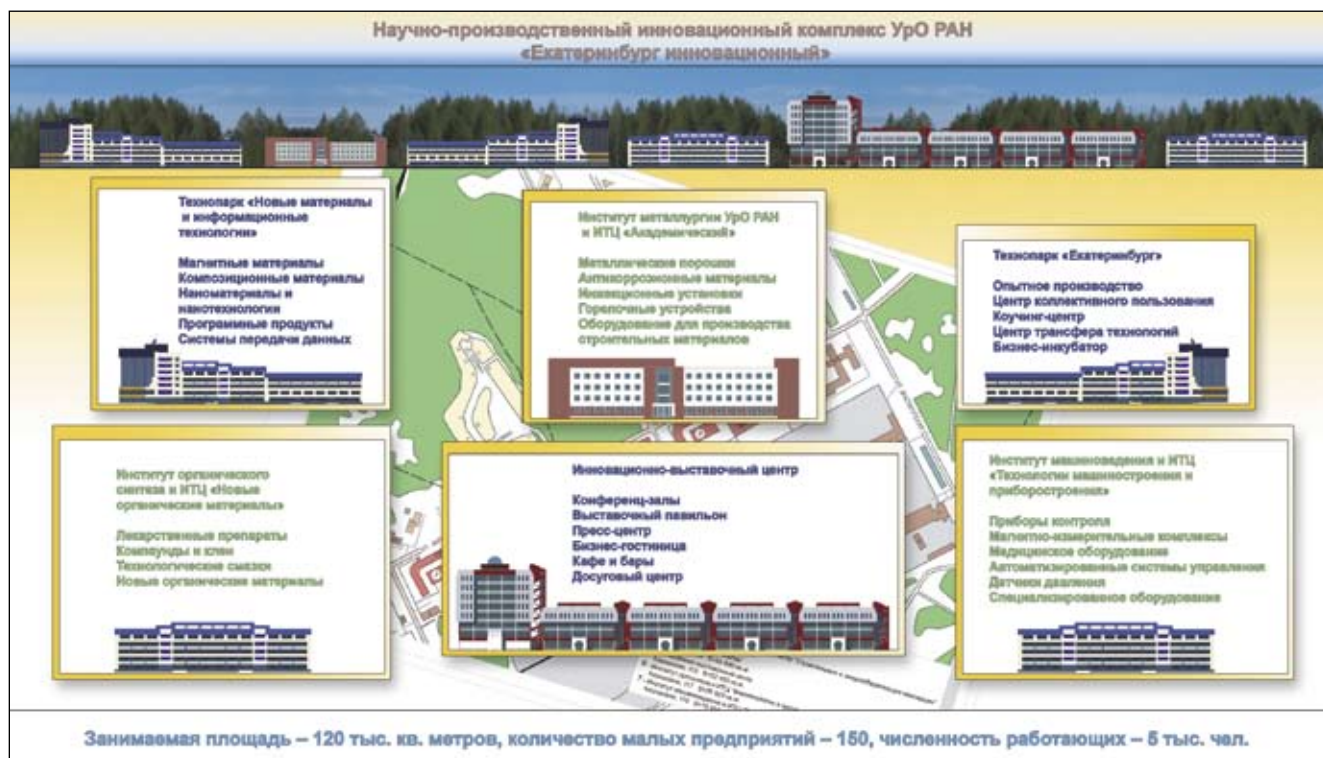 Научно-производственный инновационный комплекс УрО РАН
«Екатеринбург инновационный»
Технопарк «Новые материалы
и информационные
технологии»
Магнитные материалы
Композиционные материалы
Наноматериалы и
нанотехнологии
Программные продукты
Системы передачи данных
Институт металлургии УрО РАН
и ИТЦ «Академический»
Металлические порошки
Антикоррозионные материалы
установки
Горелочные устройства
Оборудование для производства
строительных материалов
Технопарк «Екатеринбург»
Опытное производство
Центр коллективного пользования
Коучинг-центр
Центр трансфера технологий
Бизнес-инкубатор
Институт органического
синтеза и ИТЦ «Новые
органические материалы»
Лекарственные препараты
Компаунды и клеи
Технологические смазки
Новые органические материалы
Инновационно-выставочный центр
Конференц-залы
Выставочный павильон
Пресс-центр
Бизнес-гостиница
Кафе и бары
Досуговый центр
Институт машиноведения и ИТЦ
«Технологии машиностроения и
приборостроения»
Приборы контроля
Магнитно-измерительные комплексы
Медицинское оборудование
Автоматизированные системы управления
Датчики давления
Специализированное оборудование
Занимаемая площадь – 120 тыс. кв. метров, количество малых предприятий – 150, численность работающих – 5 тыс. чел.